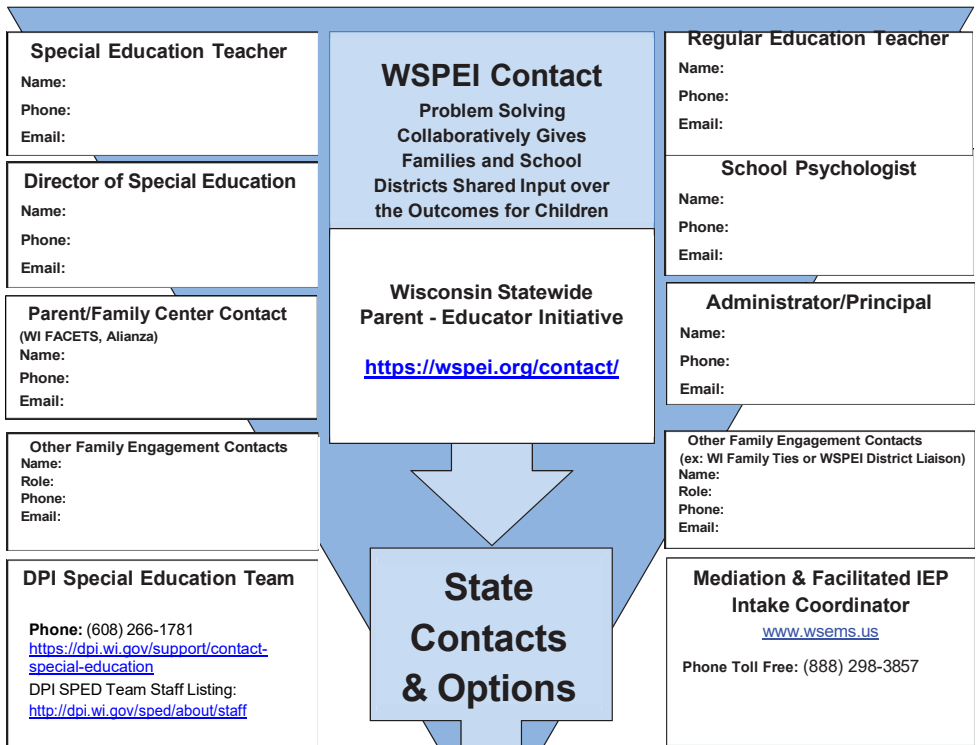 Special Education Teacher
Name:
Phone:
Email:
Director of Special Education
Name:
Phone:
Email:
Parent/Family Center Contact
(WI FACETS, Alianza)
Name:
Phone:
Email:
Other Family Engagement Contacts
Name:
Role:
Phone:
Email:
DPI Special Education Team
Phone: (608) 266-1781
https://dpi.wi.gov/support/contact-
special-education
DPI SPED Team Staff Listing:
http://dpi.wi.gov/sped/about/staff
WSPEI Contact
Problem Solving
Collaboratively Gives
Families and School
Districts Shared Input over
the Outcomes for Children
Wisconsin Statewide
Parent - Educator Initiative
https://wspei.org/contact/
State
Contacts
& Options
Regular Education Teacher
Name:
Phone:
Email:
School Psychologist
Name:
Phone:
Email:
Administrator/Principal
Name:
Phone:
Email:
Other Family Engagement Contacts
(ex: WI Family Ties or WSPEI District Liaison)
Name:
Role:
Phone:
Email:
Mediation & Facilitated IEP
Intake Coordinator
www.wsems.us
Phone Toll Free: (888) 298-3857